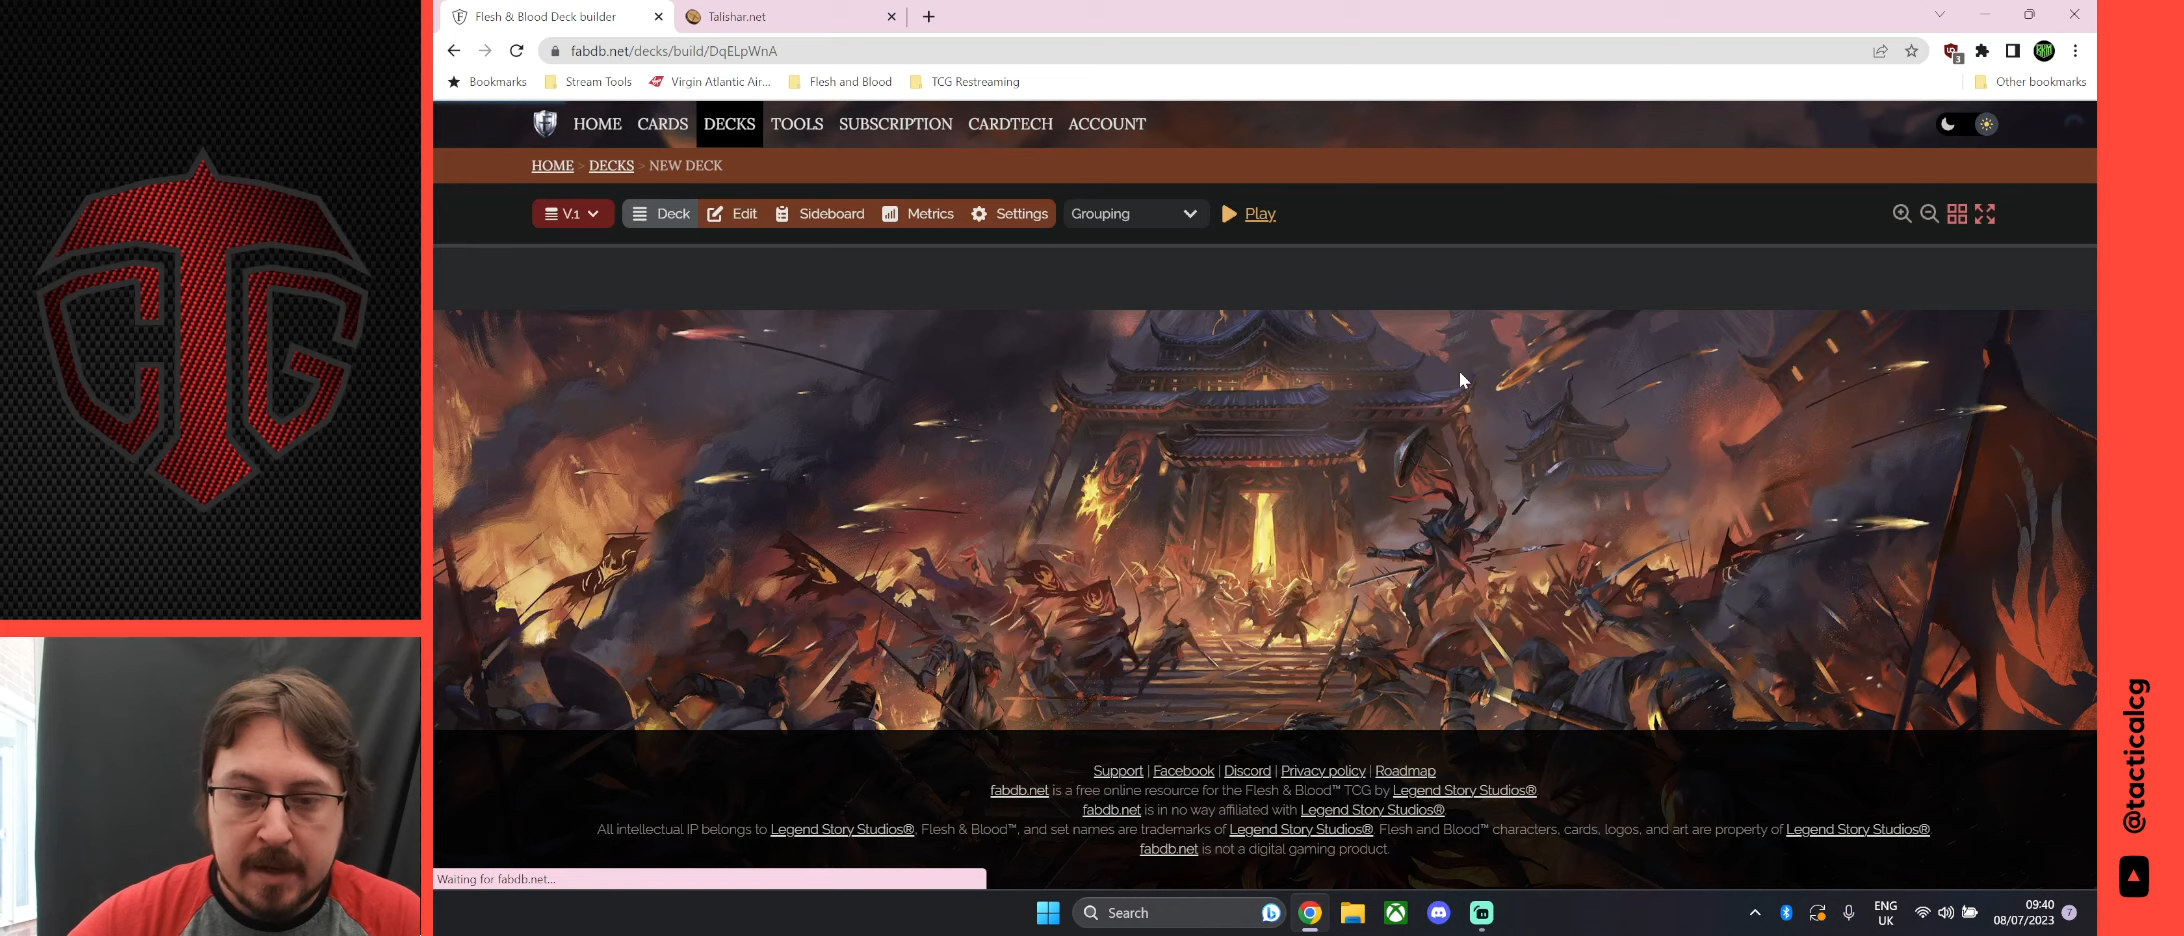 Flesh & Blood Deck builder
Talishar.net
fabdb.net/decks/build/DqELpWnA
3
Bookmarks
Stream Tools
Virgin Atlantic Air...
Flesh and Blood
TCG Restreaming
Other bookmarks
HOME CARDS DECKS TOOLS SUBSCRIPTION CARDTECH ACCOUNT
HOME > DECKS > NEW DECK
V.1
Deck
Edit
Sideboard
Metrics
Settings
Grouping
Play
Support | Facebook | Discord | Privacy policy | Roadmap
fabdb.net is a free online resource for the Flesh & Blood™ TCG by Legend Story Studios®
fabdb.net is in no way affiliated with Legend Story Studios®
All intellectual IP belongs to Legend Story Studios®, Flesh & Blood™, and set names are trademarks of Legend Story Studios®. Flesh and Blood™ characters, cards, logos, and art are property of Legend Story Studios®
fabdb.net is not a digital gaming product.
Waiting for fabdb.net...
Search
ENG
UK
09:40
08/07/2023
7
@tacticalcg